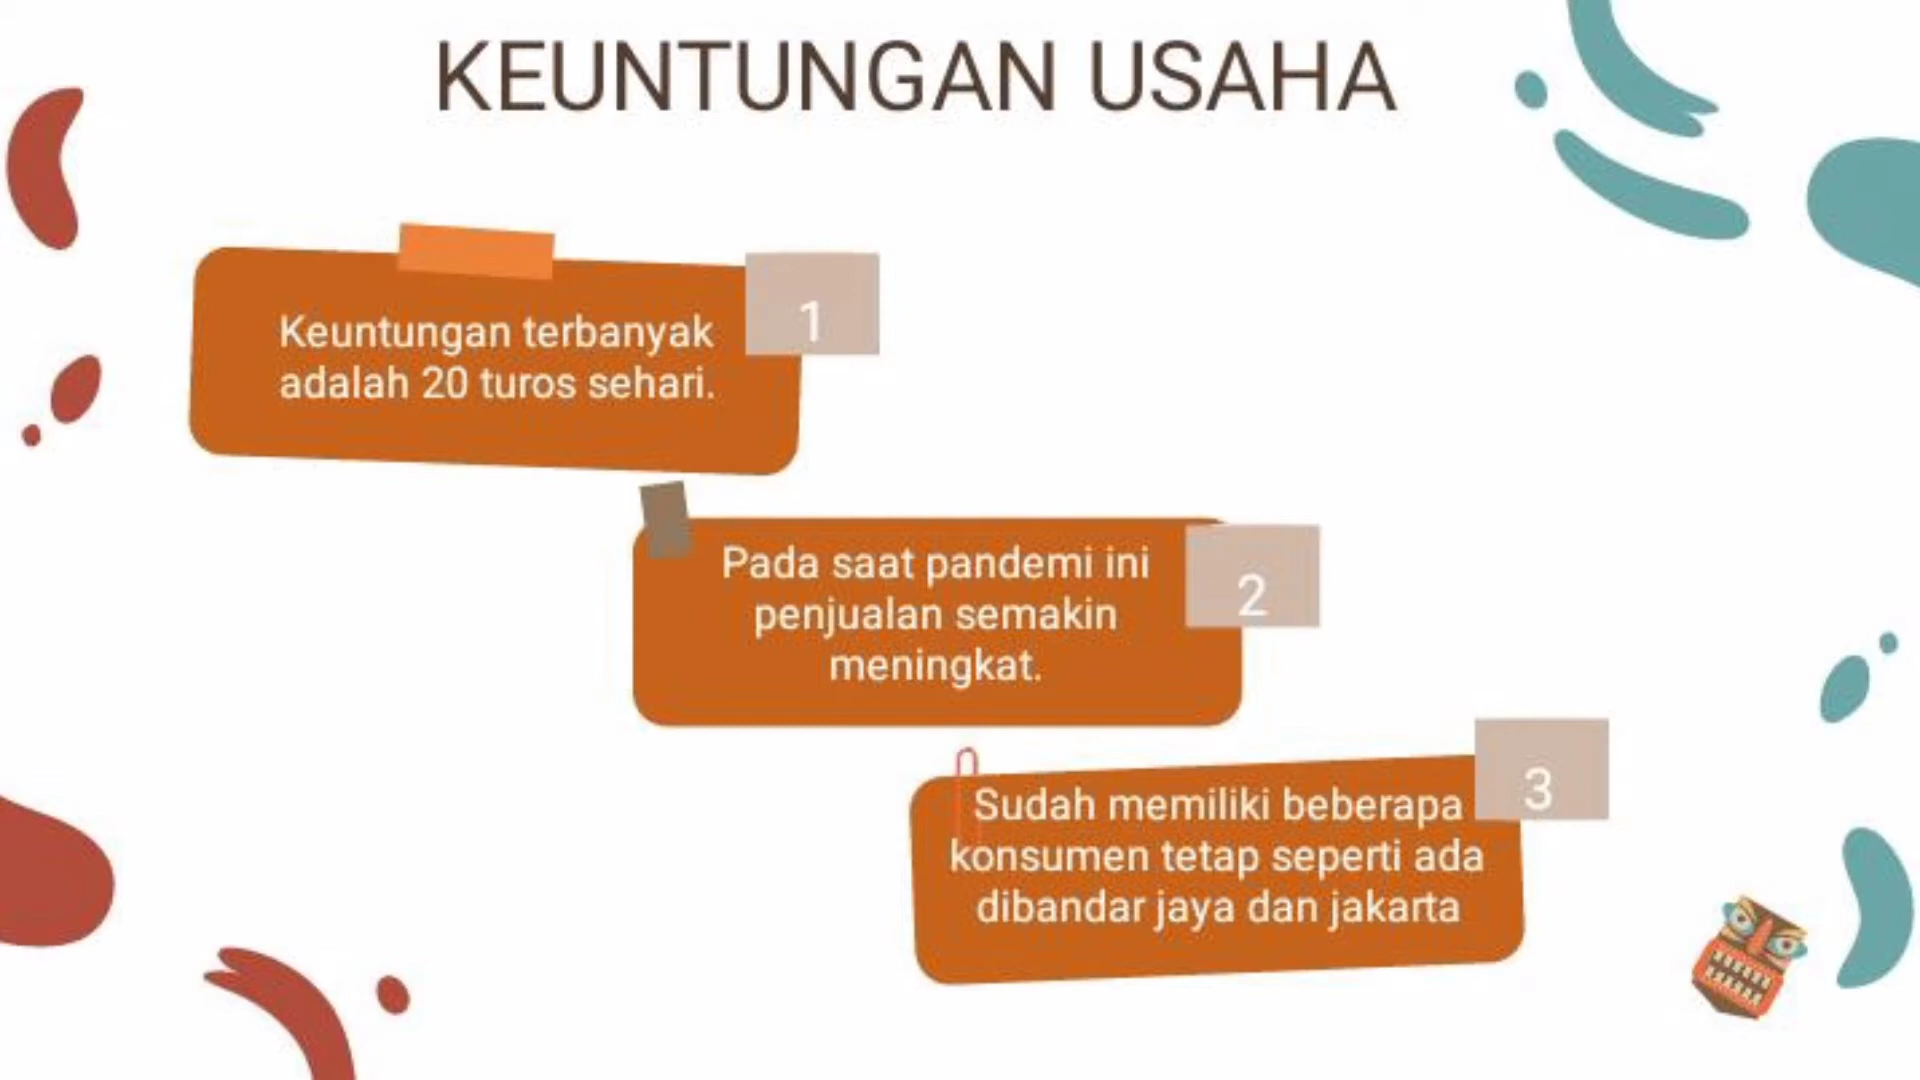 KEUNTUNGAN USAHA
1
Keuntungan terbanyak
adalah 20 turos sehari.
2
Pada saat pandemi ini
penjualan semakin
meningkat.
3
Sudah memiliki beberapa
konsumen tetap seperti ada
dibandar jaya dan jakarta